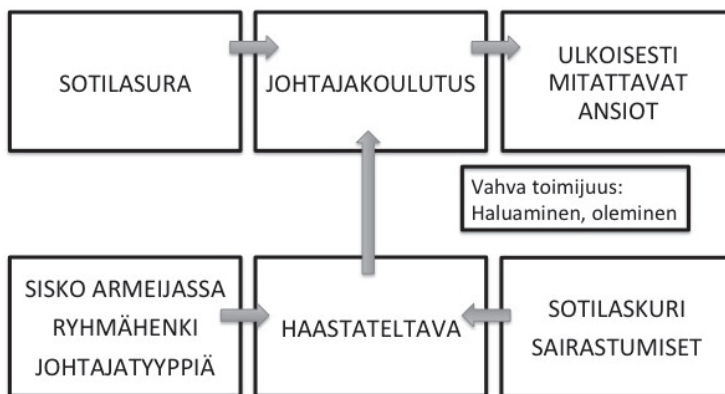 SOTILASURA
JOHTAJAKOULUTUS
ULKOISESTI
MITATTAVAT
ANSIOT
Vahva toimijuus:
Haluaminen, oleminen
SISKO ARMEIJASSA
RYHMÄHENKI
JOHTAJATYYPPIÄ
HAASTATELTAVA
SOTILASKURI
SAIRASTUMISET